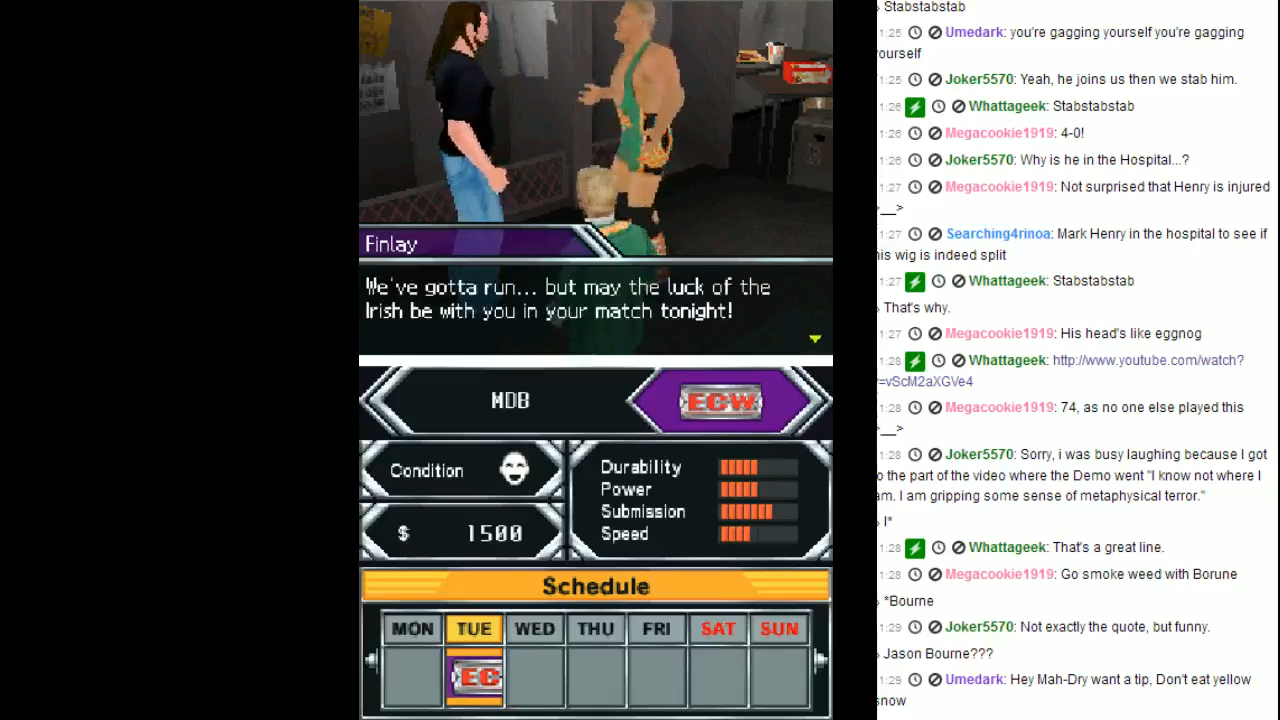 Finlay
We've gotta run... but may the luck of the
Irish be with you in your match tonight!
MDB
ECW
Condition
$ 1500
Durability
Power
Submission
Speed
Schedule
MON TUE WED THU FRI SAT SUN
EC
Stabstabstab
1:25 Umedark: you're gagging yourself you're gagging
ourself
1:25 Joker5570: Yeah, he joins us then we stab him.
1:26 Whattageek: Stabstabstab
1:26 Megacookie1919: 4-0!
1:26 Joker5570: Why is he in the Hospital...?
1:27 Megacookie1919: Not surprised that Henry is injured
>__>
1:27 Searching4rinoa: Mark Henry in the hospital to see if
his wig is indeed split
1:27 Whattageek: Stabstabstab
That's why.
1:27 Megacookie1919: His head's like eggnog
1:28 Whattageek: http://www.youtube.com/watch?
=vScM2aXGVe4
1:28 Megacookie1919: 74, as no one else played this
>__>
1:28 Joker5570: Sorry, i was busy laughing because I got
o the part of the video where the Demo went "I know not where I
am. I am gripping some sense of metaphysical terror."
I*
1:28 Whattageek: That's a great line.
1:28 Megacookie1919: Go smoke weed with Borune
*Bourne
1:29 Joker5570: Not exactly the quote, but funny.
Jason Bourne???
1:29 Umedark: Hey Mah-Dry want a tip, Don't eat yellow
snow